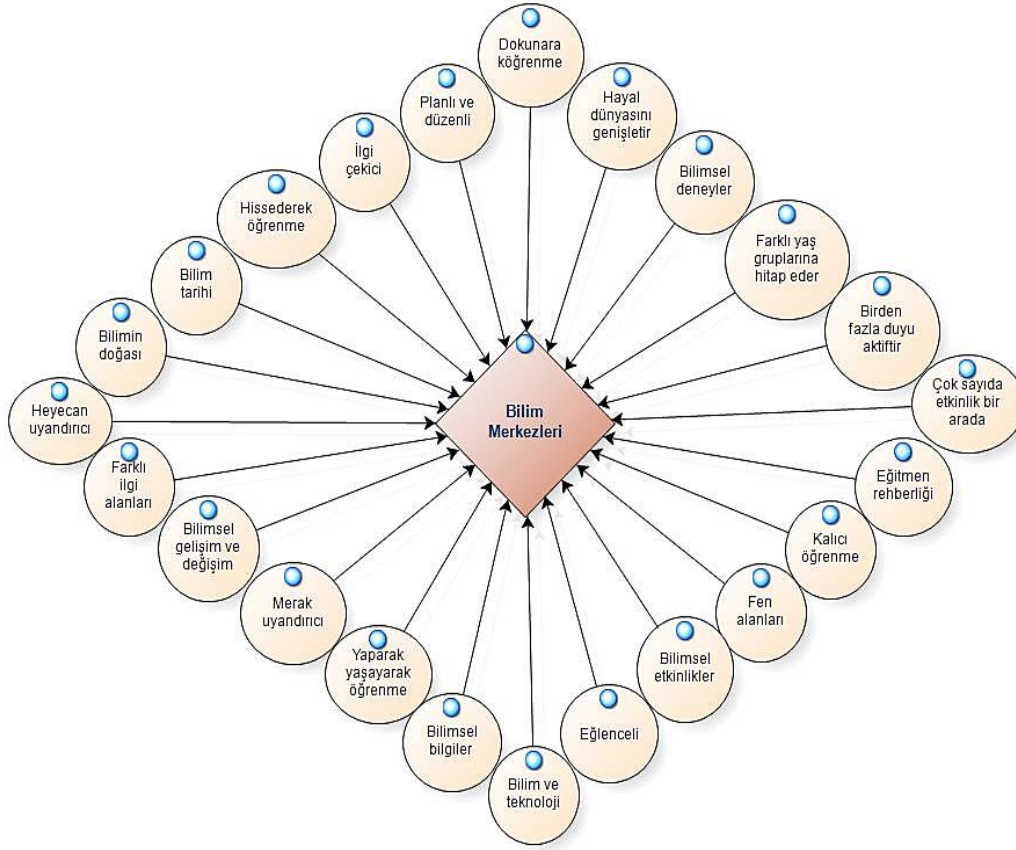 Dokunara
köğrenme
Hayal
dünyasını
genişletir
Bilimsel
deneyler
Farklı yaş
gruplarına
hitap eder
Birden
fazla duyu
aktiftir
Çok sayıda
etkinlik bir
arada
Eğitmen
rehberliği
Kalıcı
öğrenme
Fen
alanları
Bilimsel
etkinlikler
Eğlenceli
Bilim ve
teknoloji
Bilimsel
bilgiler
Yaparak
yaşayarak
öğrenme
Merak
uyandırıcı
Bilimsel
gelişim ve
değişim
Farklı
ilgi
alanları
Heyecan
uyandırıcı
Bilimin
doğası
Bilim
tarihi
Hissederek
öğrenme
İlgi
çekici
Planlı ve
düzenli
Bilim
Merkezleri